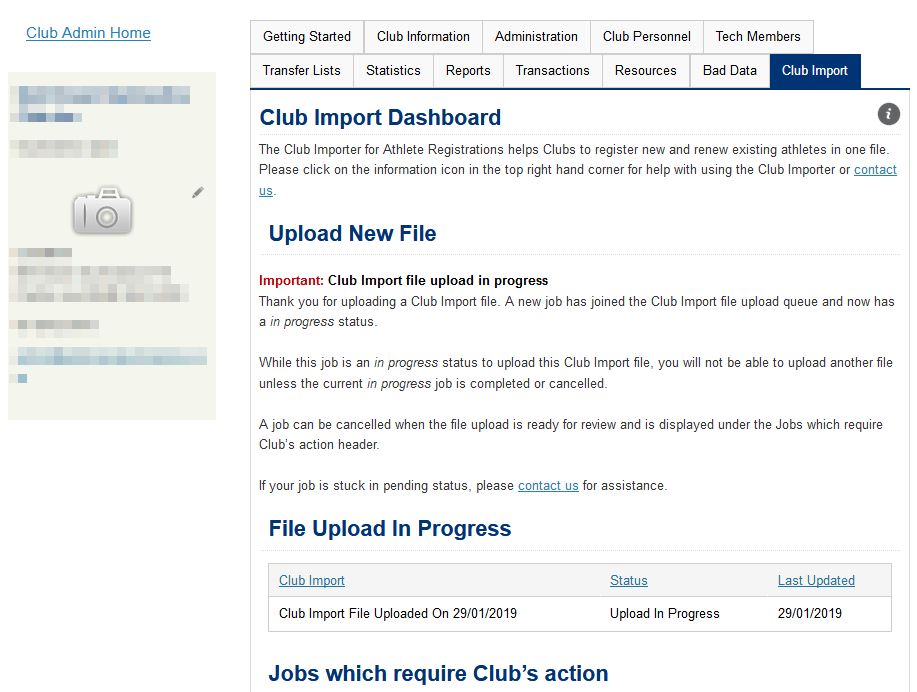 Club Admin Home
Getting Started
Club Information
Administration
Club Personnel
Tech Members
Transfer Lists
Statistics
Reports
Transactions
Resources
Bad Data
Club Import
Club Import Dashboard
The Club Importer for Athlete Registrations helps Clubs to register new and renew existing athletes in one file.
Please click on the information icon in the top right hand corner for help with using the Club Importer or contact
us.
Upload New File
Important: Club Import file upload in progress
Thank you for uploading a Club Import file. A new job has joined the Club Import file upload queue and now has
a in progress status.
While this job is an in progress status to upload this Club Import file, you will not be able to upload another file
unless the current in progress job is completed or cancelled.
A job can be cancelled when the file upload is ready for review and is displayed under the Jobs which require
Club's action header.
If your job is stuck in pending status, please contact us for assistance.
File Upload In Progress
Club Import Status Last Updated
Club Import File Uploaded On 29/01/2019 Upload In Progress 29/01/2019
Jobs which require Club's action